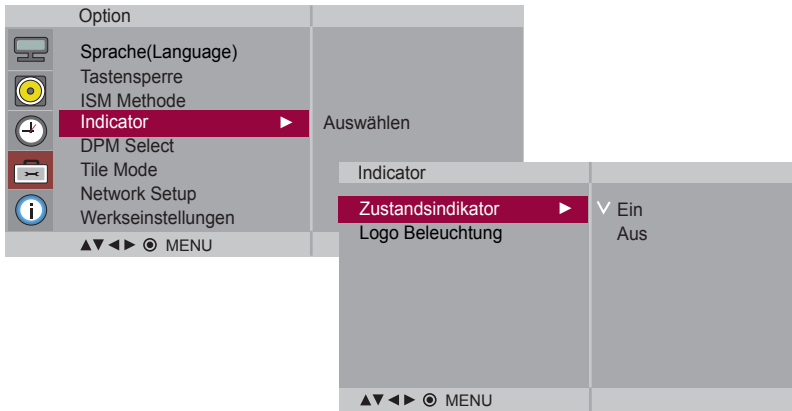 Option
Sprache(Language)
Tastensperre
ISM Methode
Indicator ► Auswählen
DPM Select
Tile Mode
Network Setup
Werkseinstellungen
▲▼◄► ◉ MENU
Indicator
Zustandsindikator ► ✓ Ein
Logo Beleuchtung Aus
▲▼◄► ◉ MENU